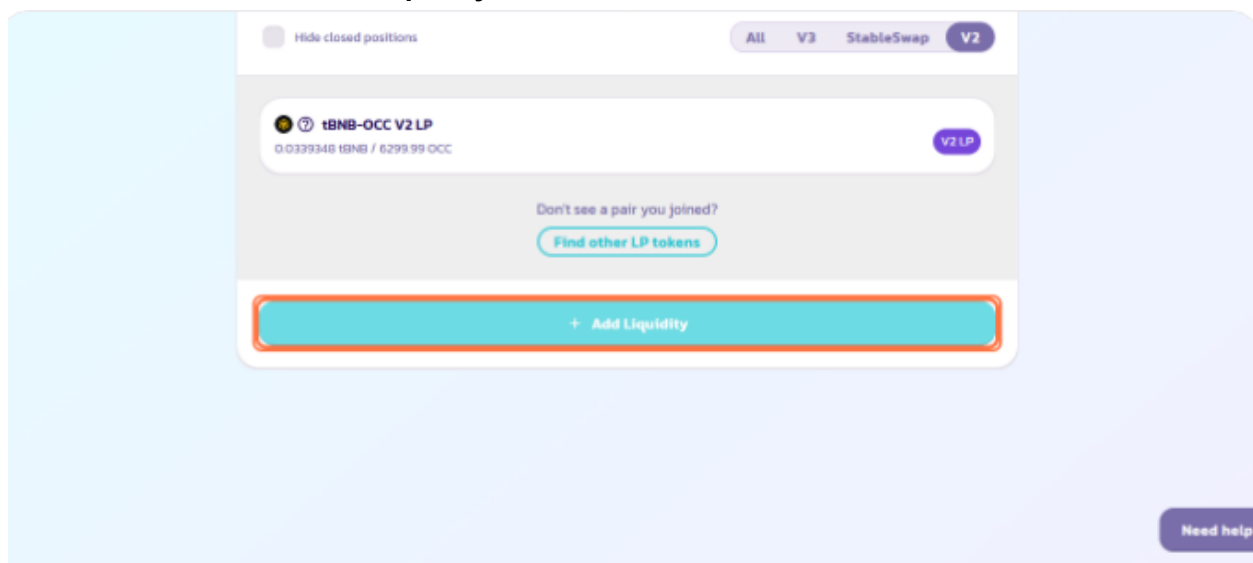 Hide closed positions
All V3 StableSwap V2
tBNB-OCC V2 LP
0.0339348 tBNB / 6299.99 OCC
V2 LP
Don't see a pair you joined?
Find other LP tokens
+ Add Liquidity
Need help